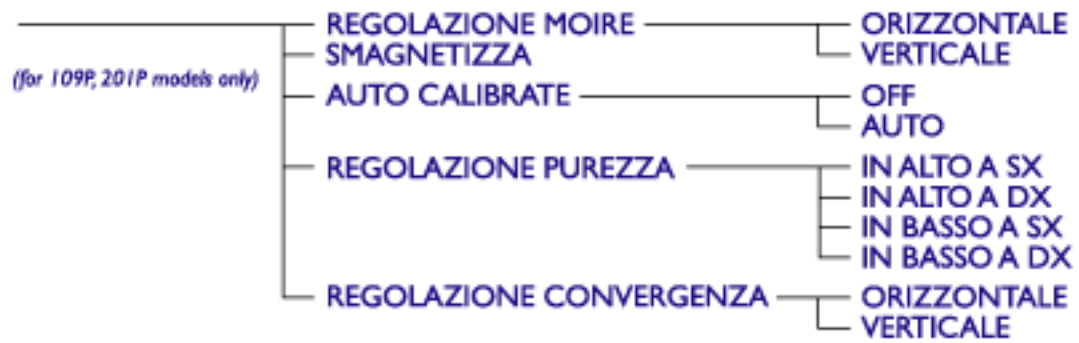 REGOLAZIONE MOIRE ORIZZONTALE
SMAGNETIZZA VERTICALE
(for 109P, 201P models only)
AUTO CALIBRATE OFF
AUTO
REGOLAZIONE PUREZZA IN ALTO A SX
IN ALTO A DX
IN BASSO A SX
IN BASSO A DX
REGOLAZIONE CONVERGENZA ORIZZONTALE
VERTICALE